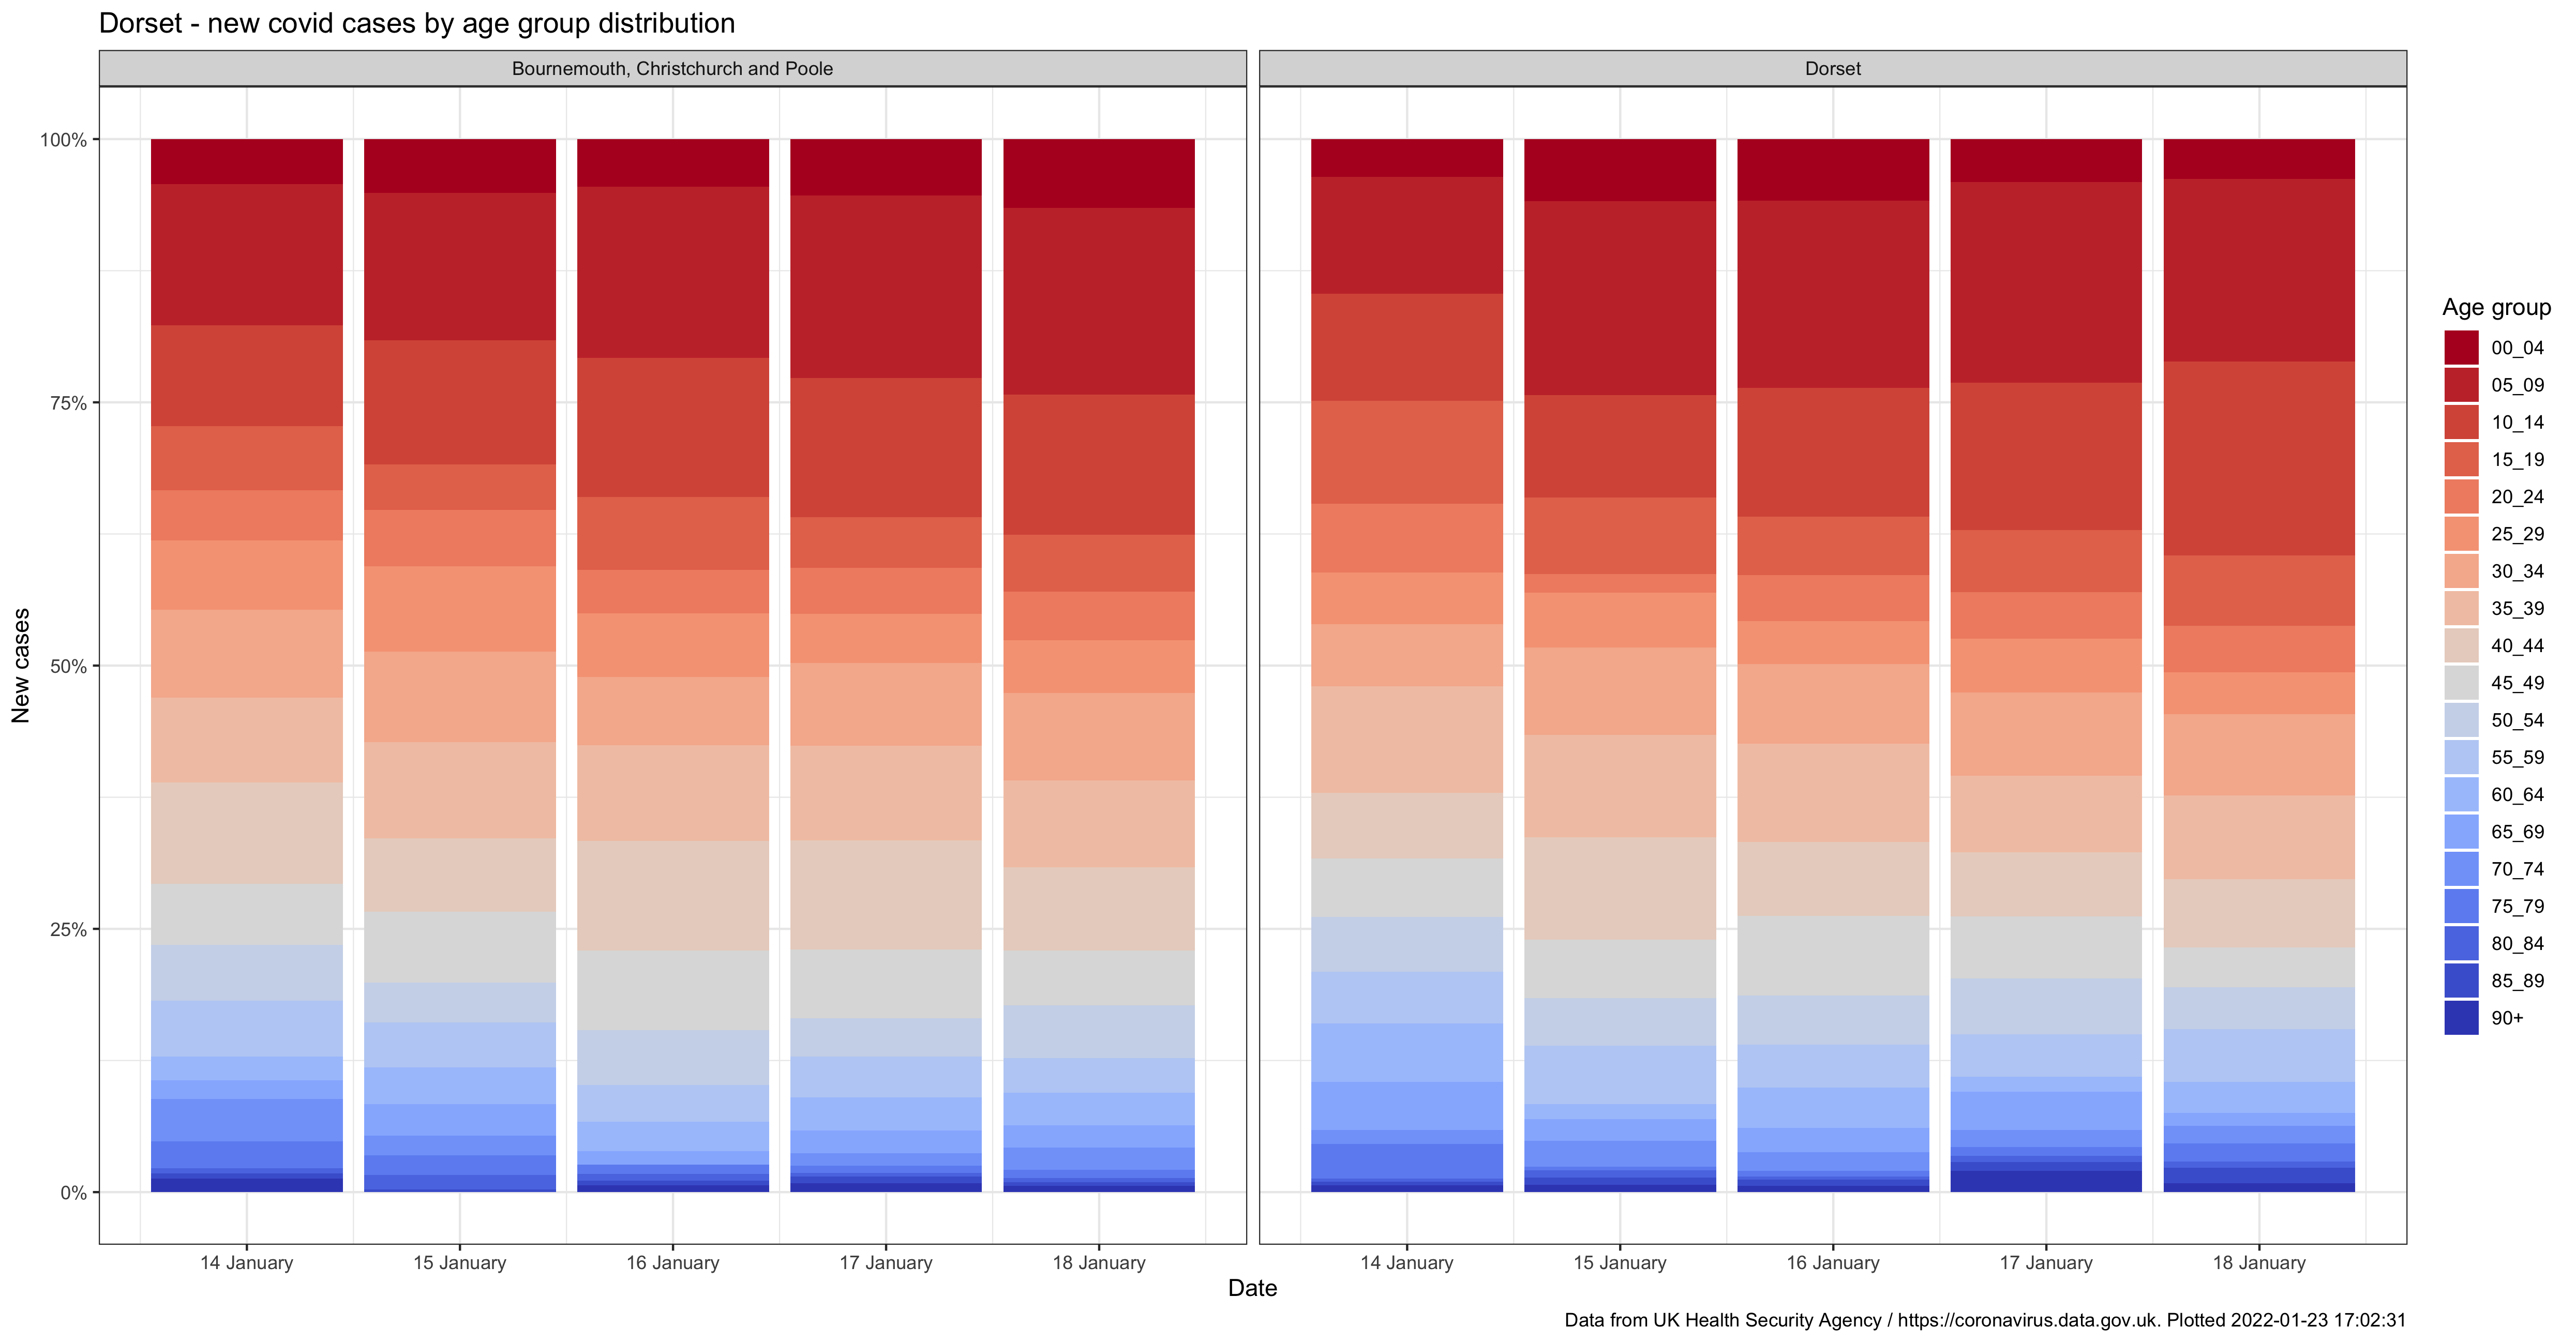 Dorset - new covid cases by age group distribution
Bournemouth, Christchurch and Poole
Dorset
New cases
100%
75%
50%
25%
0%
14 January
15 January
16 January
17 January
18 January
14 January
15 January
16 January
17 January
18 January
Date
Age group
00_04
05_09
10_14
15_19
20_24
25_29
30_34
35_39
40_44
45_49
50_54
55_59
60_64
65_69
70_74
75_79
80_84
85_89
90+
Data from UK Health Security Agency / https://coronavirus.data.gov.uk. Plotted 2022-01-23 17:02:31